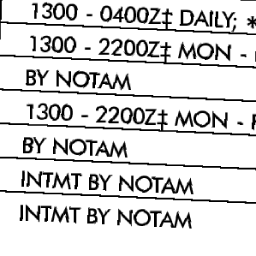 1300 - 0400Z‡ DAILY; *
1300 - 2200Z‡ MON -
BY NOTAM
1300 - 2200Z‡ MON - F
BY NOTAM
INTMT BY NOTAM
INTMT BY NOTAM